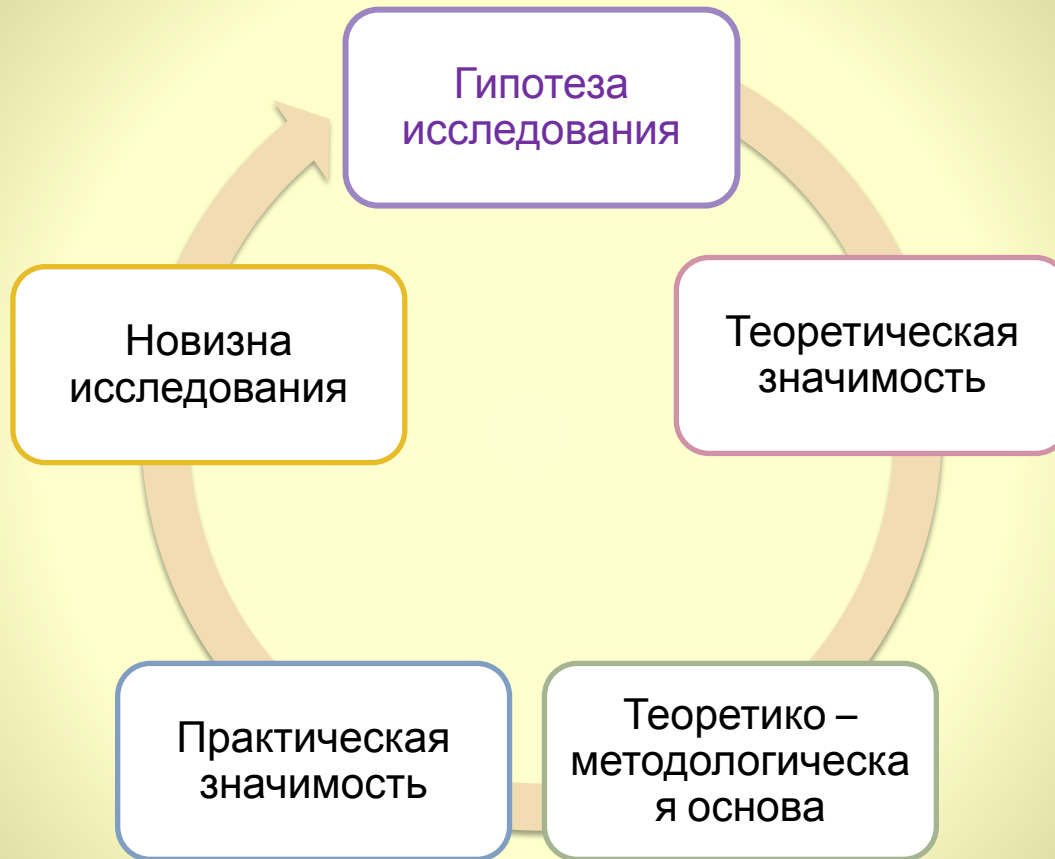 Гипотеза
исследования
Теоретическая
значимость
Теоретико –
методологическа
я основа
Практическая
значимость
Новизна
исследования